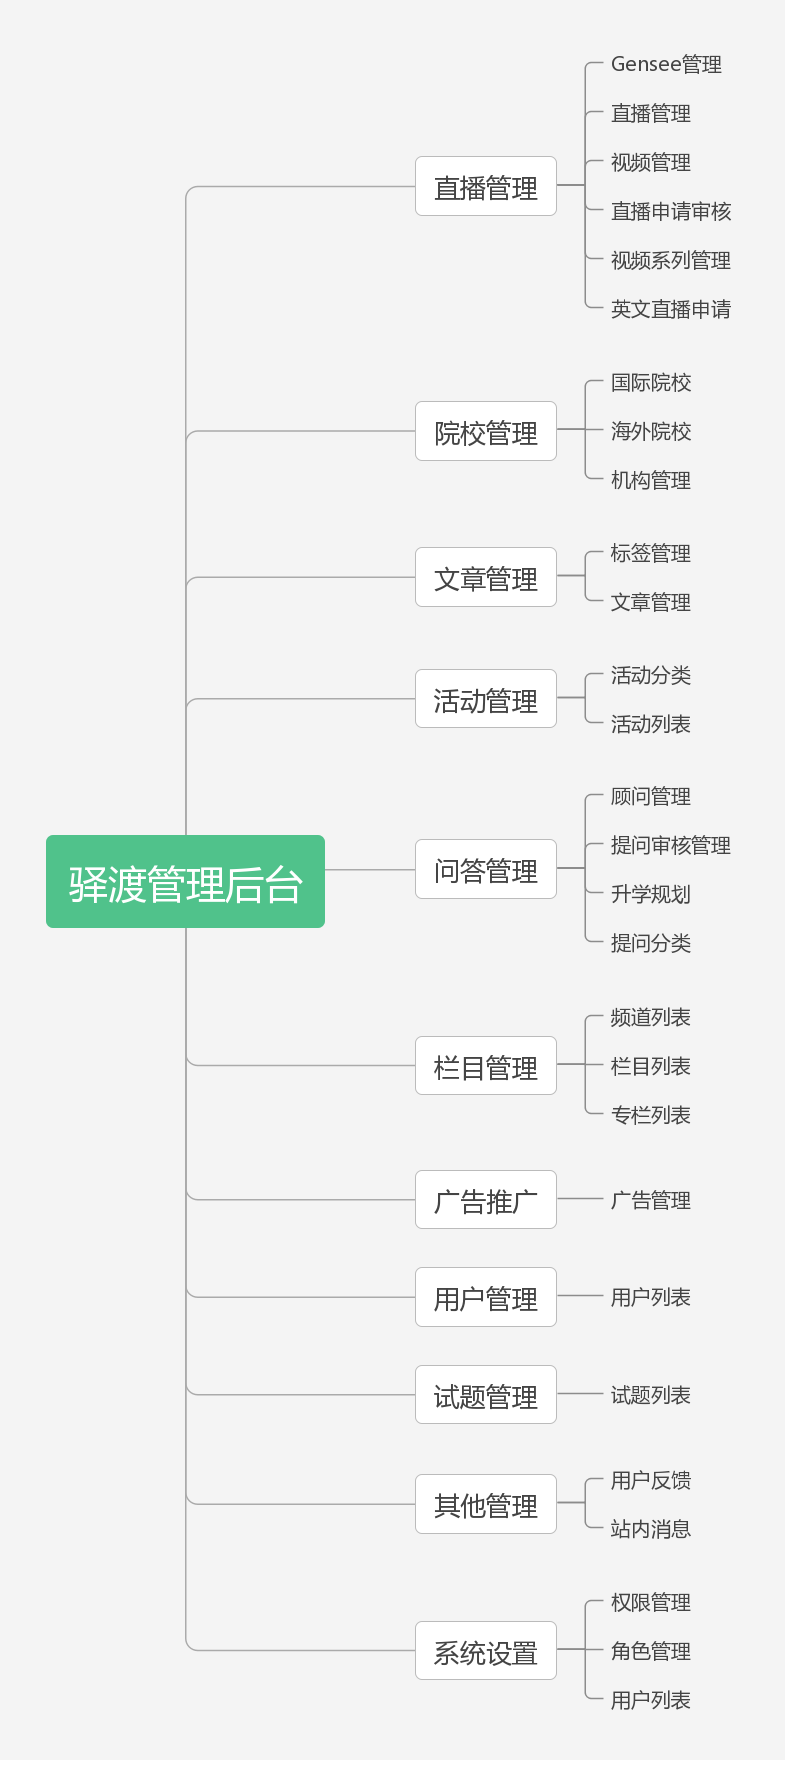 驿渡管理后台
直播管理
Gensee管理
直播管理
视频管理
直播申请审核
视频系列管理
英文直播申请
院校管理
国际院校
海外院校
机构管理
文章管理
标签管理
文章管理
活动管理
活动分类
活动列表
问答管理
顾问管理
提问审核管理
升学规划
提问分类
栏目管理
频道列表
栏目列表
专栏列表
广告推广
广告管理
用户管理
用户列表
试题管理
试题列表
其他管理
用户反馈
站内消息
系统设置
权限管理
角色管理
用户列表